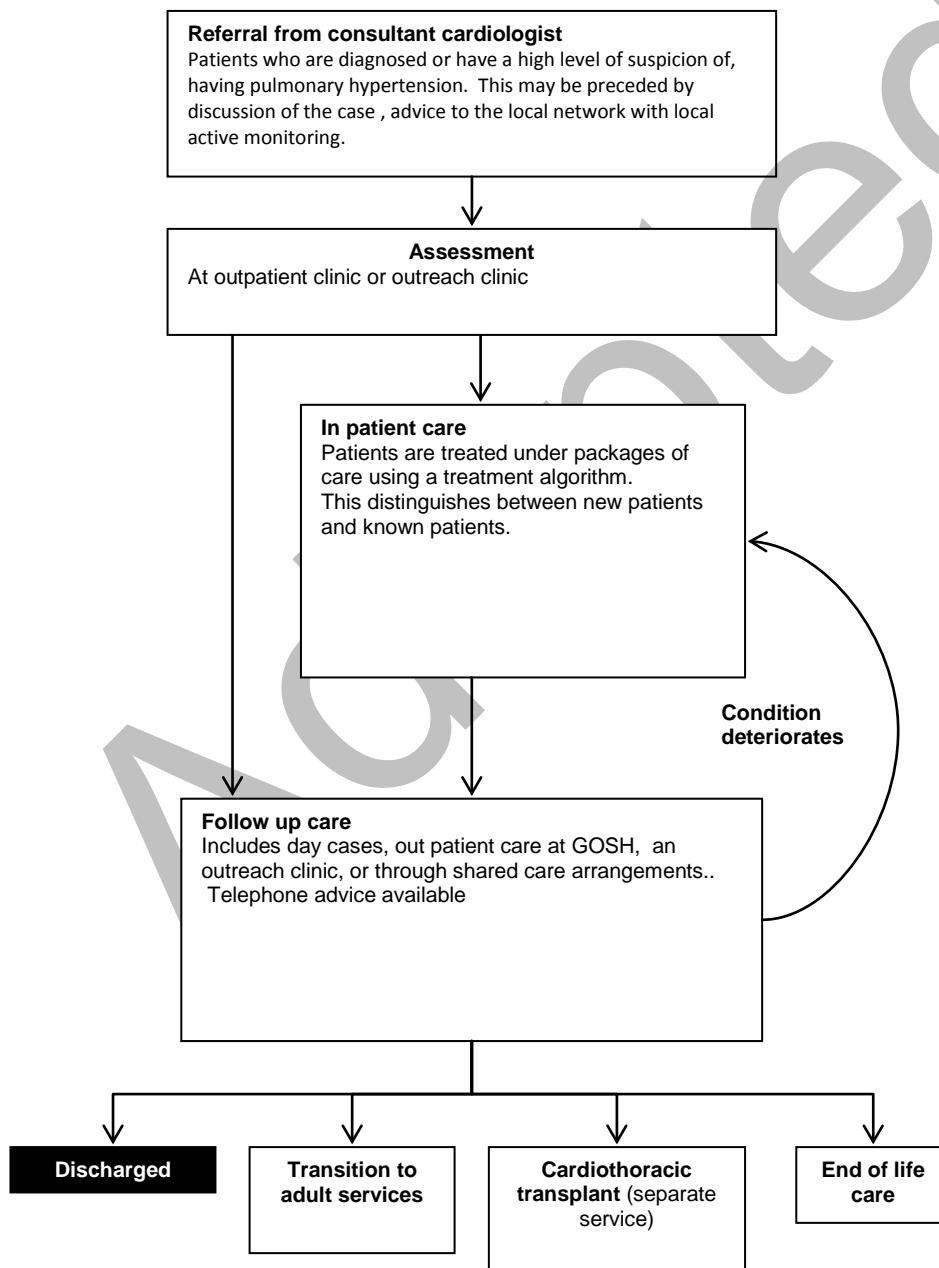 Referral from consultant cardiologist
Patients who are diagnosed or have a high level of suspicion of,
having pulmonary hypertension.  This may be preceded by
discussion of the case , advice to the local network with local
active monitoring.
Assessment
At outpatient clinic or outreach clinic
In patient care
Patients are treated under packages of
care using a treatment algorithm.
This distinguishes between new patients
and known patients.
Condition
deteriorates
Follow up care
Includes day cases, out patient care at GOSH,  an
outreach clinic, or through shared care arrangements..
Telephone advice available
Discharged
Transition to
adult services
Cardiothoracic
transplant (separate
service)
End of life
care